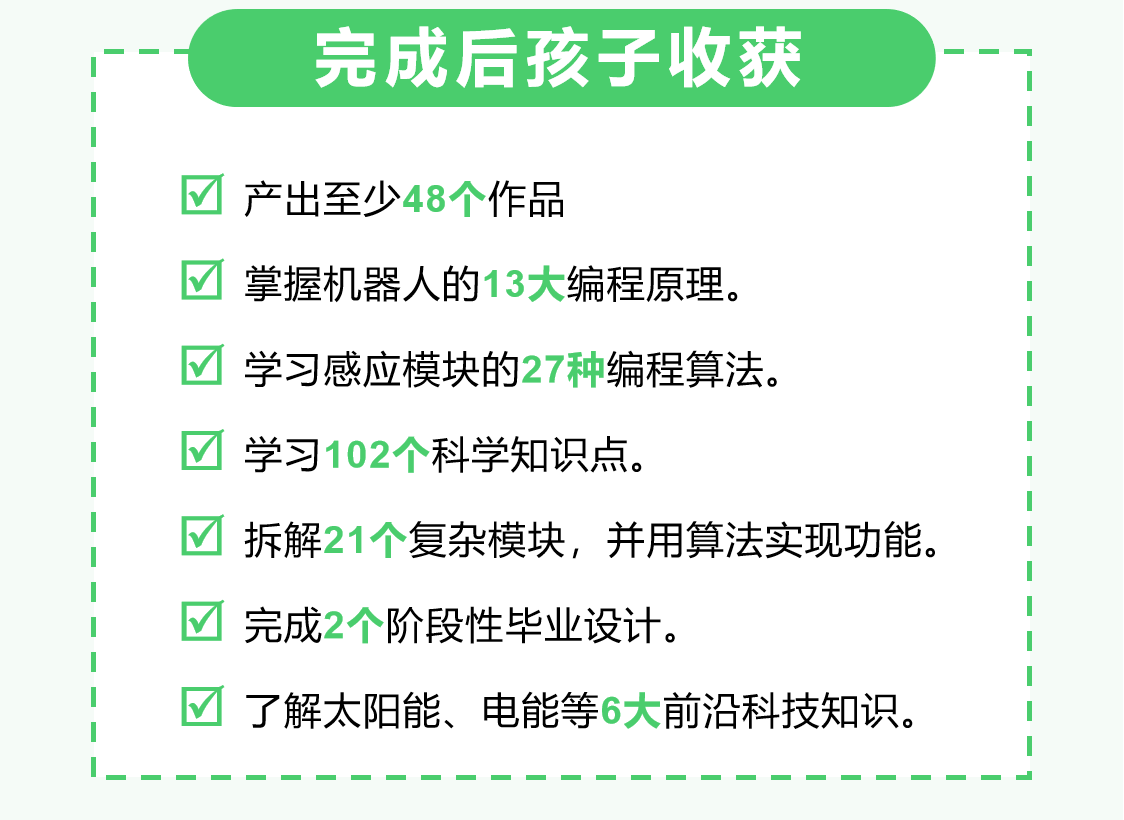 完成后孩子收获
产出至少48个作品
掌握机器人的13大编程原理。
学习感应模块的27种编程算法。
学习102个科学知识点。
拆解21个复杂模块，并用算法实现功能。
完成2个阶段性毕业设计。
了解太阳能、电能等6大前沿科技知识。